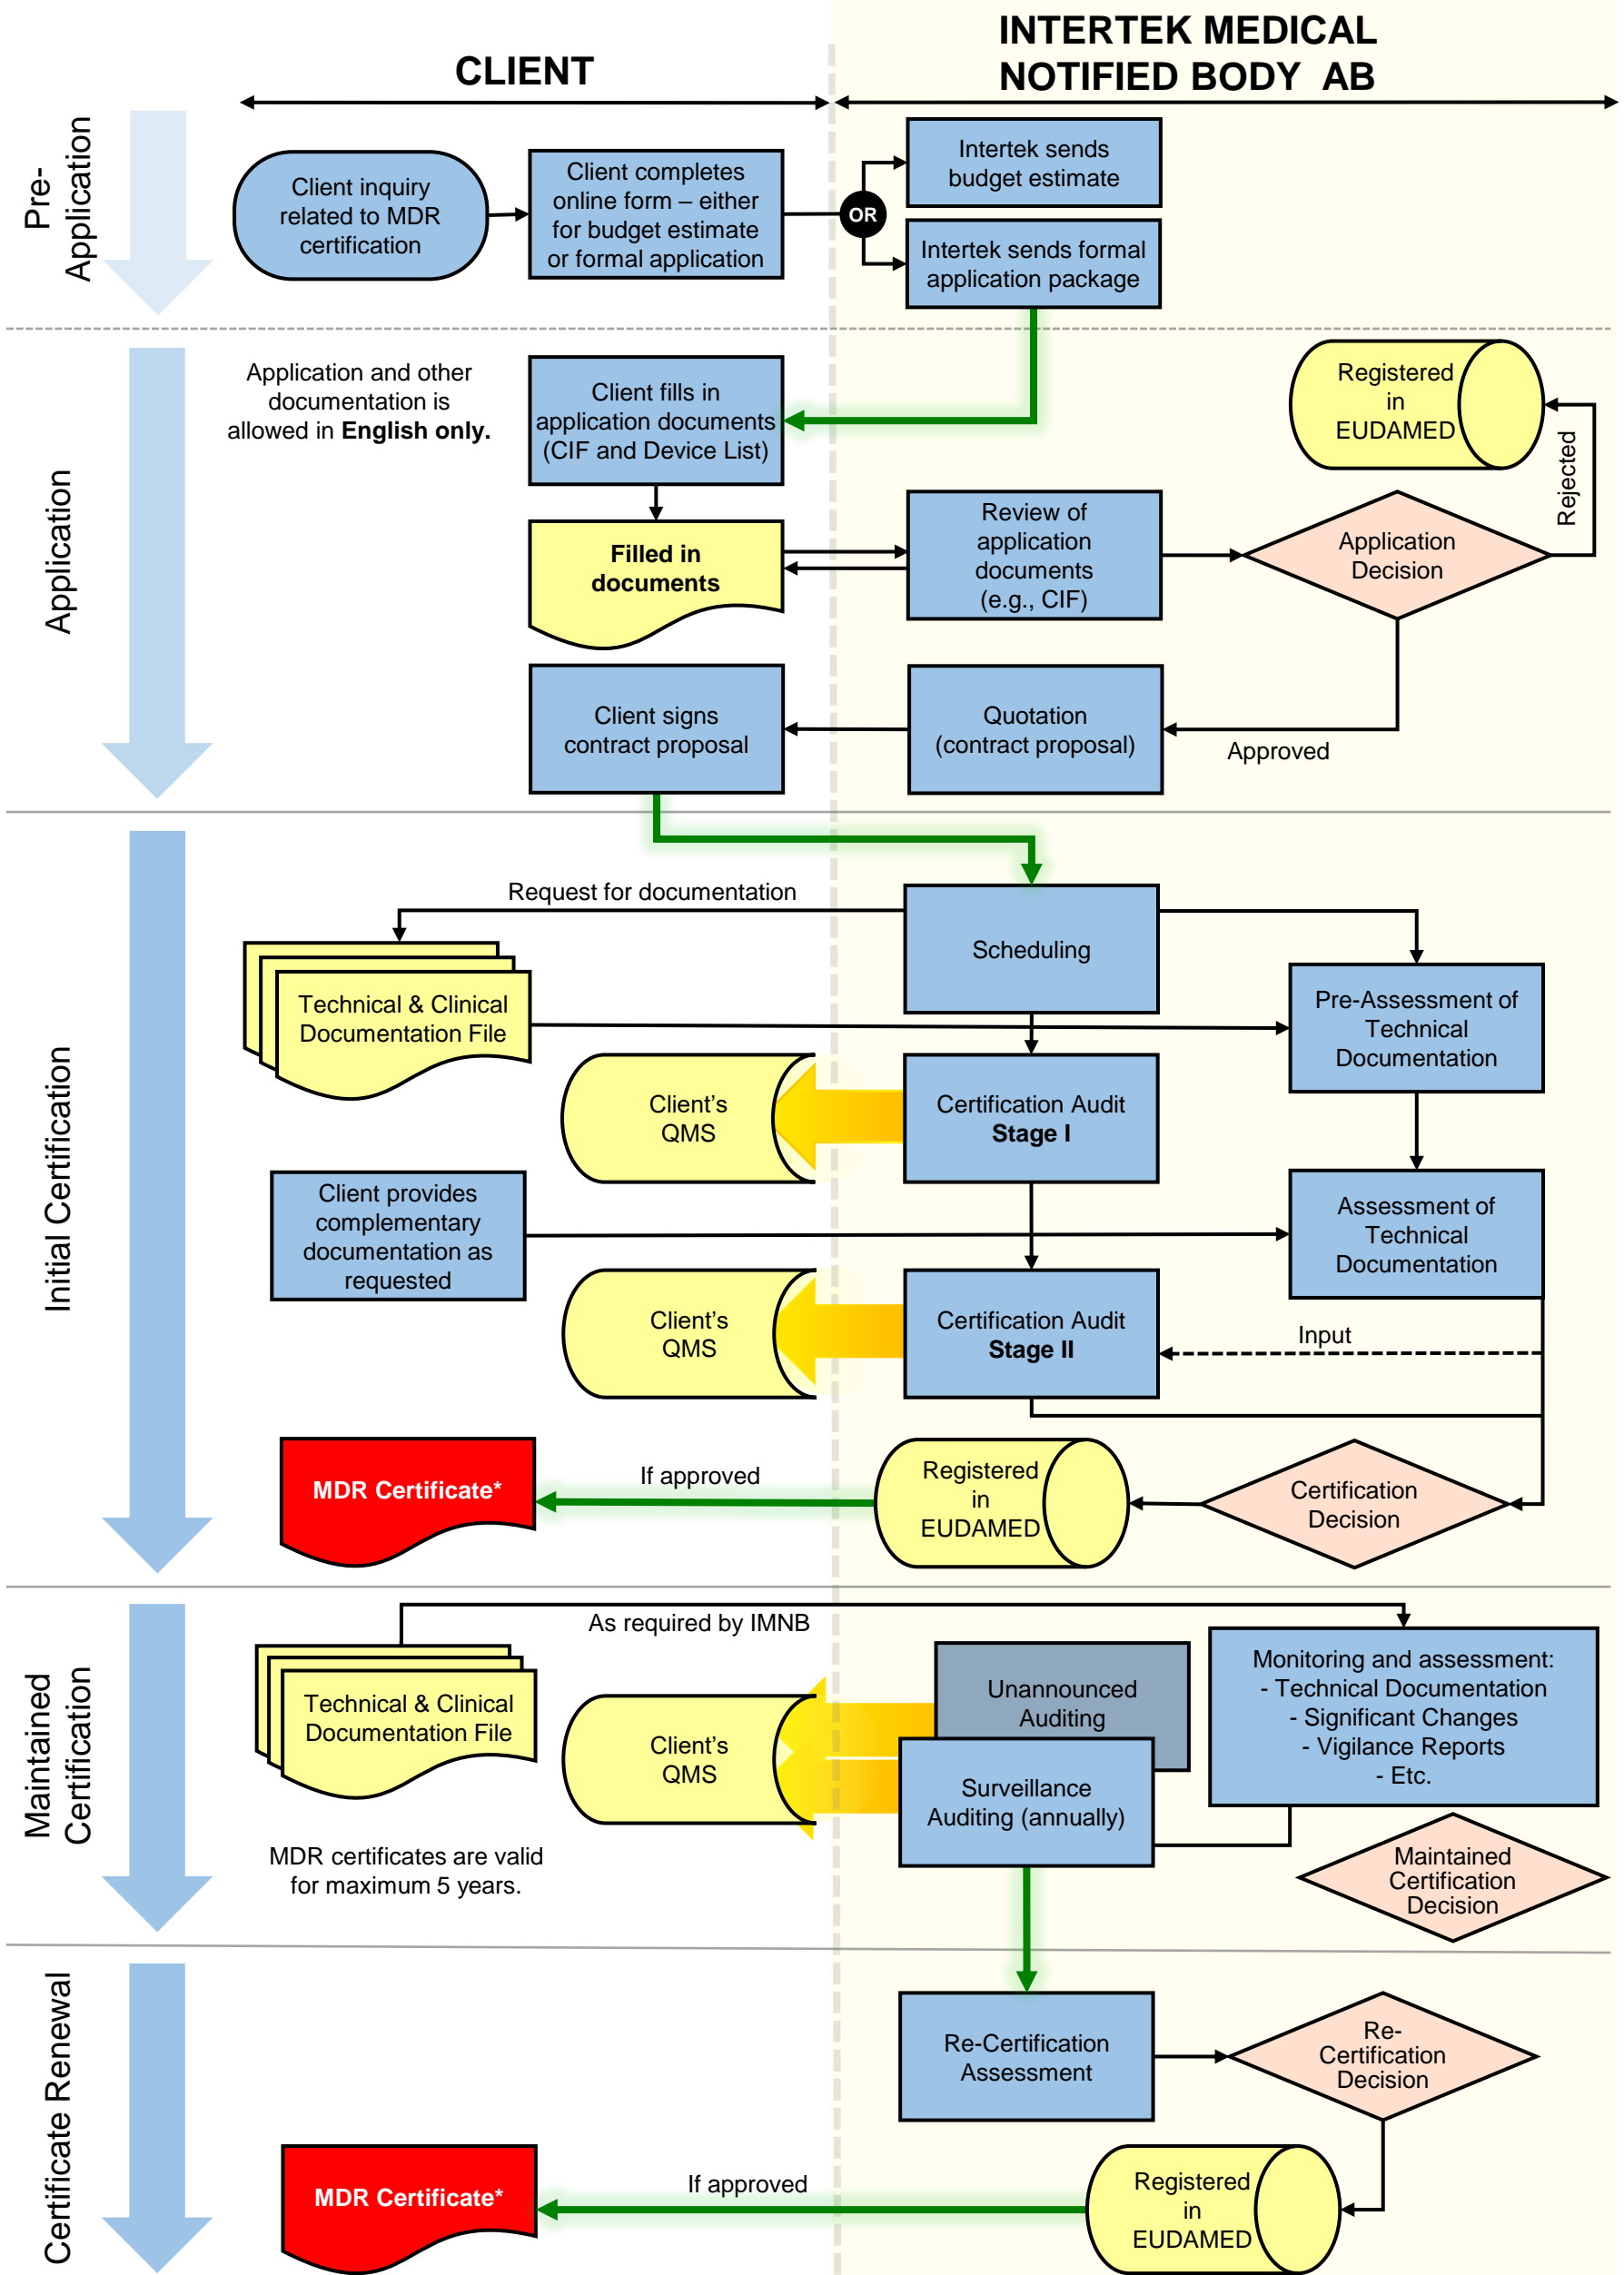 CLIENT
INTERTEK MEDICAL
NOTIFIED BODY AB
Pre-
Application
Client inquiry
related to MDR
certification
Client completes
online form – either
for budget estimate
or formal application
OR
Intertek sends
budget estimate
Intertek sends formal
application package
Application
Application and other
documentation is
allowed in English only.
Client fills in
application documents
(CIF and Device List)
Registered
in
EUDAMED
Rejected
Filled in
documents
Review of
application
documents
(e.g., CIF)
Application
Decision
Client signs
contract proposal
Quotation
(contract proposal)
Approved
Initial Certification
Request for documentation
Scheduling
Technical & Clinical
Documentation File
Pre-Assessment of
Technical
Documentation
Client's
QMS
Certification Audit
Stage I
Client provides
complementary
documentation as
requested
Assessment of
Technical
Documentation
Client's
QMS
Certification Audit
Stage II
Input
MDR Certificate*
If approved
Registered
in
EUDAMED
Certification
Decision
Maintained
Certification
As required by IMNB
Technical & Clinical
Documentation File
Client's
QMS
Unannounced
Auditing
Surveillance
Auditing (annually)
Monitoring and assessment:
- Technical Documentation
- Significant Changes
- Vigilance Reports
- Etc.
MDR certificates are valid
for maximum 5 years.
Maintained
Certification
Decision
Certificate Renewal
Re-Certification
Assessment
Re-
Certification
Decision
MDR Certificate*
If approved
Registered
in
EUDAMED